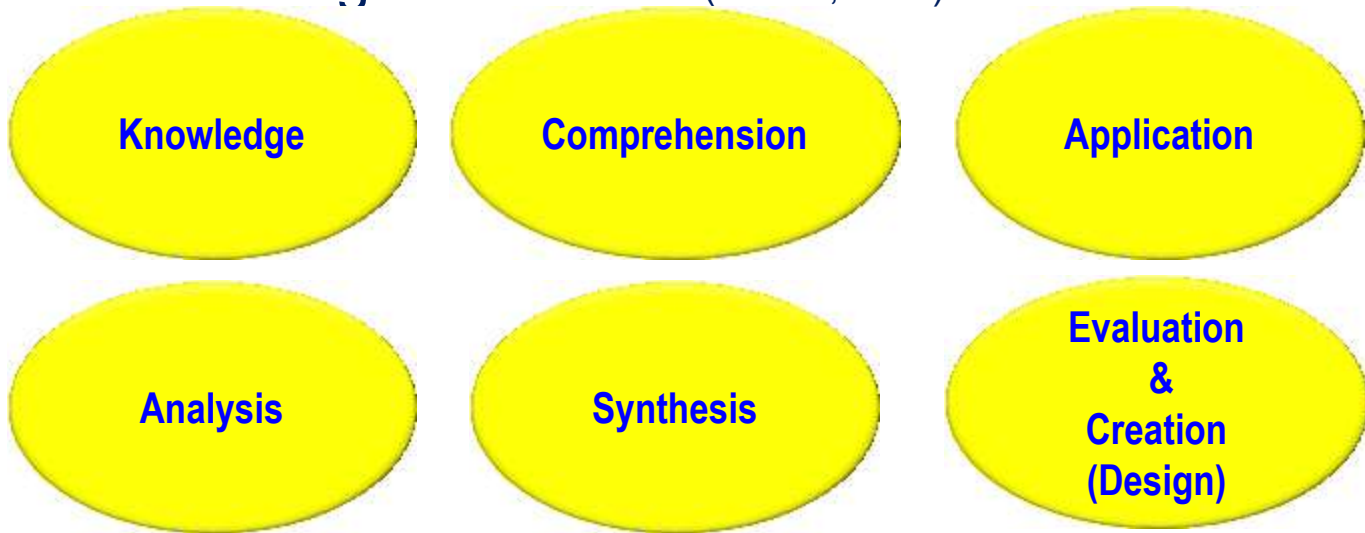 Knowledge
Comprehension
Application
Analysis
Synthesis
Evaluation
&
Creation
(Design)